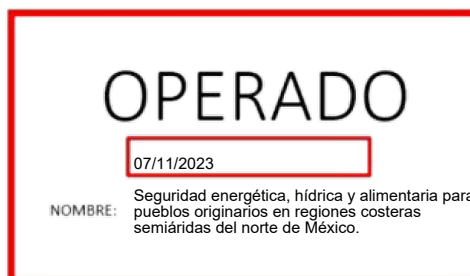 OPERADO
07/11/2023
NOMBRE:
Seguridad energética, hídrica y alimentaria para
pueblos originarios en regiones costeras
semiáridas del norte de México.